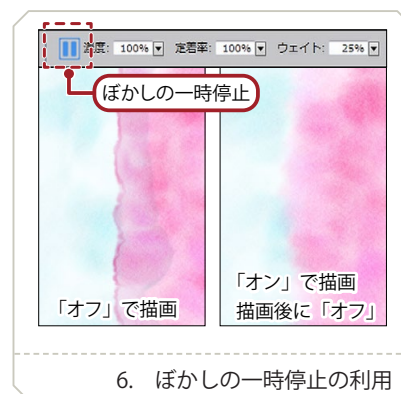 濃度: 100% 定着率: 100% ウェイト: 25%
ぼかしの一時停止
「オフ」で描画
「オン」で描画
描画後に「オフ」
6. ぼかしの一時停止の利用